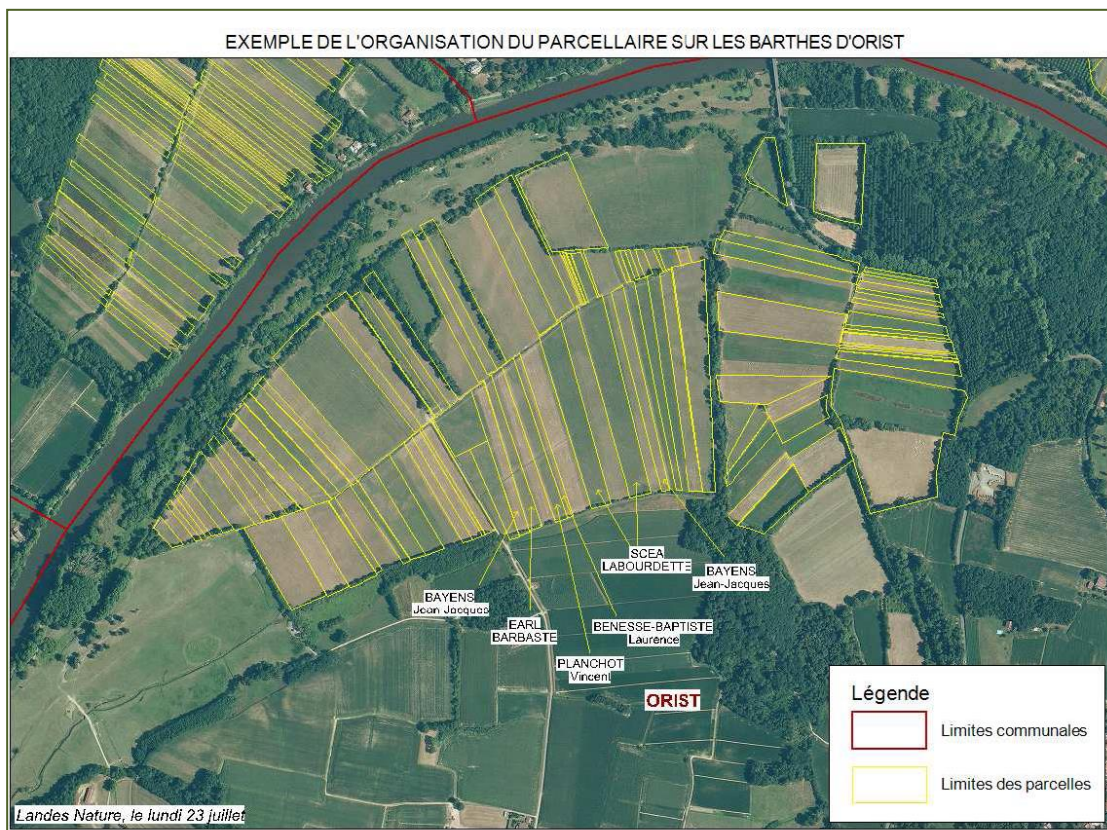 EXEMPLE DE L'ORGANISATION DU PARCELLAIRE SUR LES BARTHES D'ORIST
SCEA
LABOURDETTE
BAYENS
Jean-Jacques
BAYENS
Jean-Jacques
EARL
BARBASTE
BENESSE-BAPTISTE
Laurence
PLANCHOT
Vincent
ORIST
Légende
Limites communales
Limites des parcelles
Landes Nature, le lundi 23 juillet